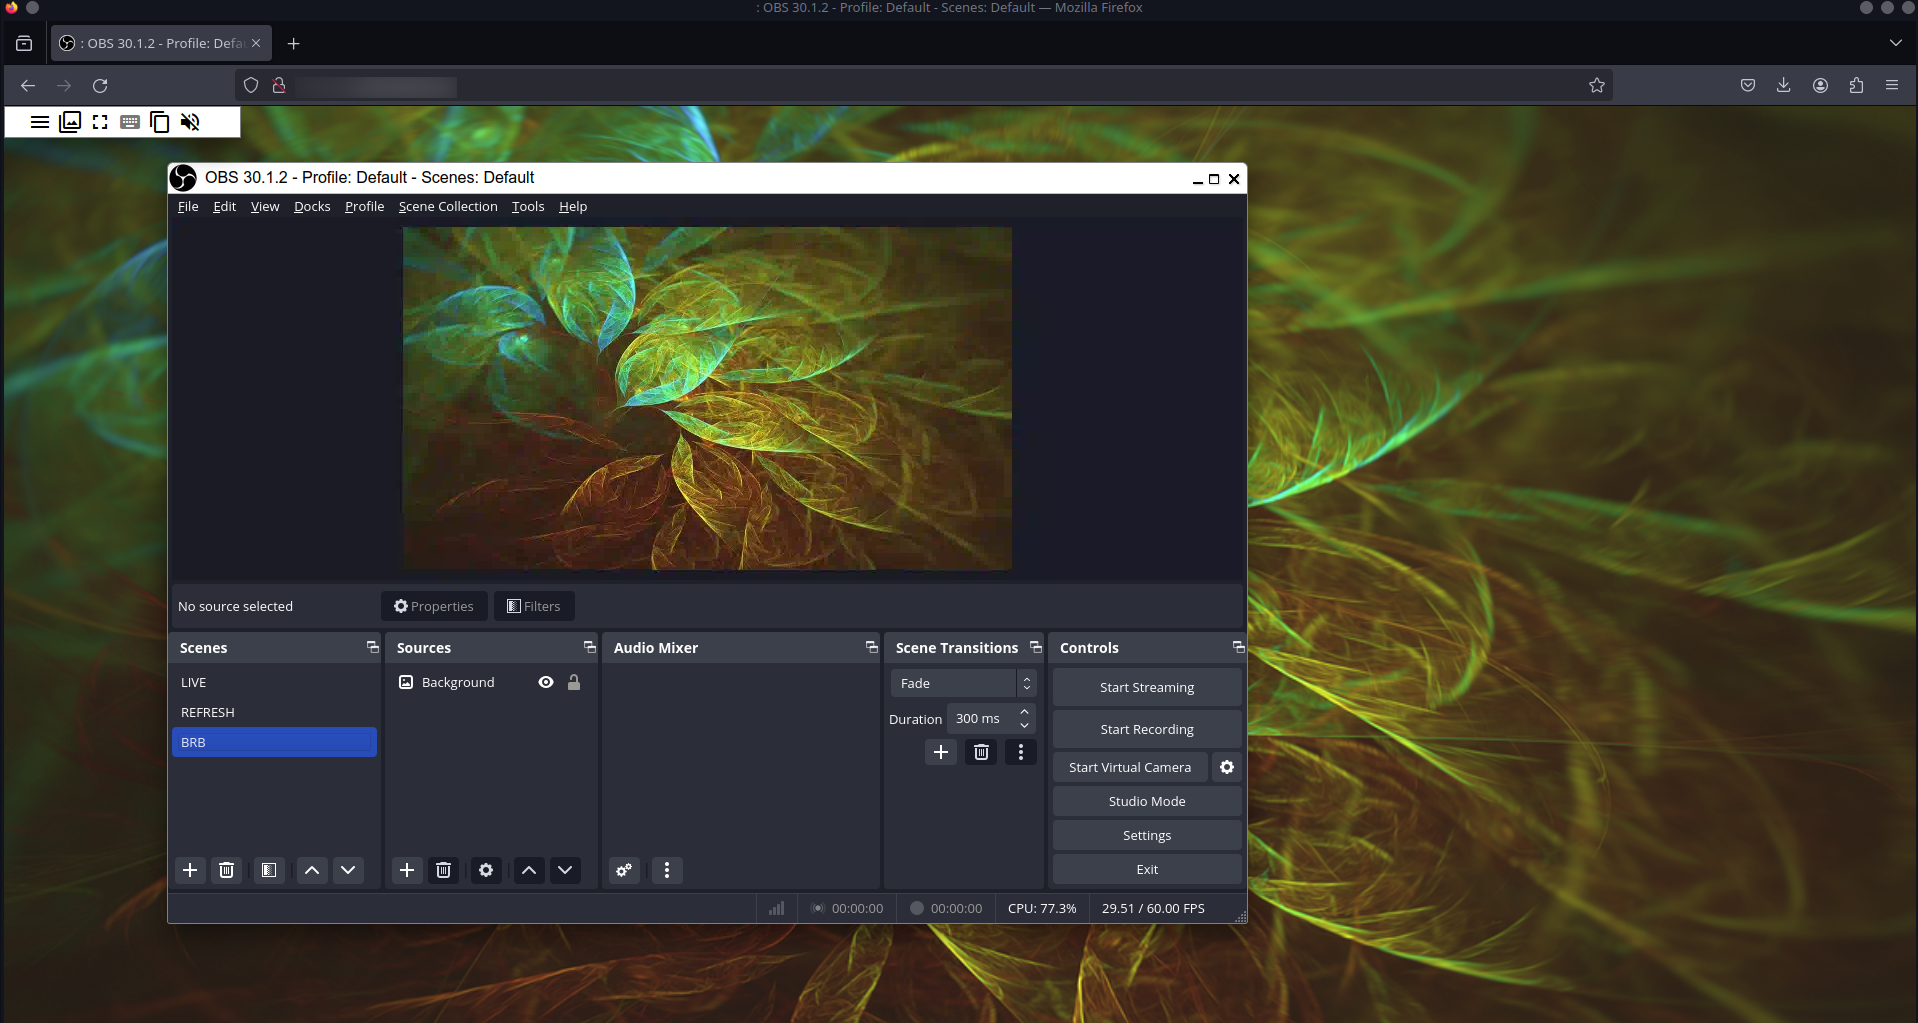 : OBS 30.1.2 - Profile: Default - Scenes: Default — Mozilla Firefox
: OBS 30.1.2 - Profile: Defau
OBS 30.1.2 - Profile: Default - Scenes: Default
File Edit View Docks Profile Scene Collection Tools Help
No source selected Properties Filters
Scenes Sources Audio Mixer Scene Transitions Controls
LIVE
REFRESH
BRB
Background
Fade
Duration 300 ms
Start Streaming
Start Recording
Start Virtual Camera
Studio Mode
Settings
Exit
00:00:00 00:00:00 CPU: 77.3% 29.51 / 60.00 FPS